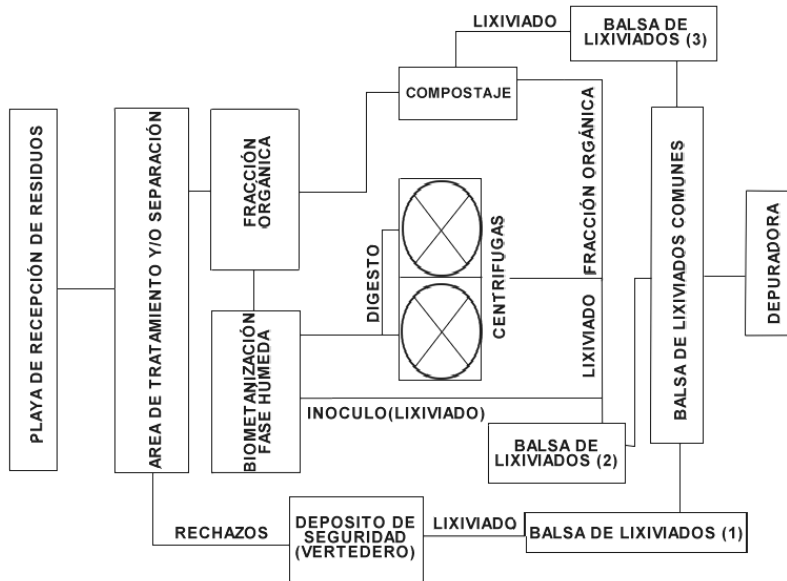 PLAYA DE RECEPCIÓN DE RESIDUOS
AREA DE TRATAMIENTO Y/O SEPARACIÓN
FRACCIÓN
ORGÁNICA
BIOMETANIZACIÓN
FASE HÚMEDA
RECHAZOS
DEPOSITO DE
SEGURIDAD
(VERTEDERO)
LIXIVIADO
BALSA DE LIXIVIADOS (1)
COMPOSTAJE
LIXIVIADO
BALSA DE
LIXIVIADOS (3)
DIGESTO
CENTRIFUGAS
FRACCIÓN ORGÁNICA
LIXIVIADO
INOCULO(LIXIVIADO)
BALSA DE
LIXIVIADOS (2)
BALSA DE LIXIVIADOS COMUNES
DEPURADORA